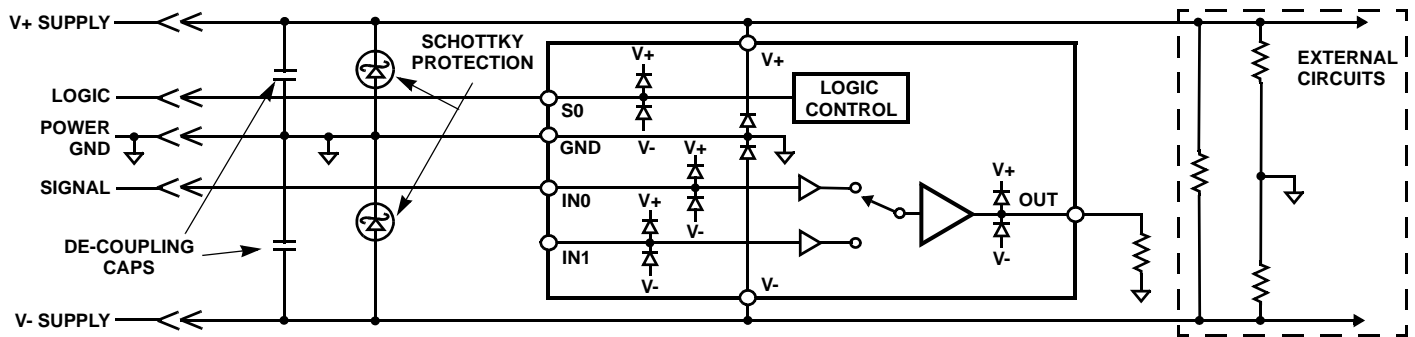 V+ SUPPLY
LOGIC
POWER
GND
SIGNAL
DE-COUPLING
CAPS
V- SUPPLY
SCHOTTKY
PROTECTION
V+
V+
S0
V-
LOGIC
CONTROL
GND
V+
IN0
V-
V+
IN1
V-
V+
OUT
V-
V-
EXTERNAL
CIRCUITS